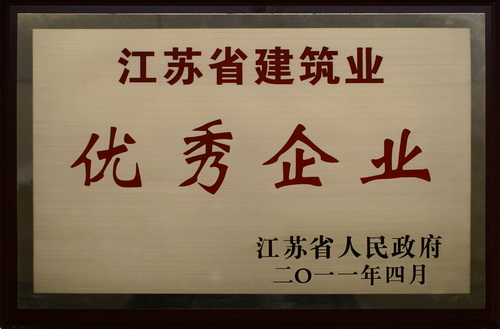 江苏省建筑业
优秀企业
江苏省人民政府
二〇一一年四月